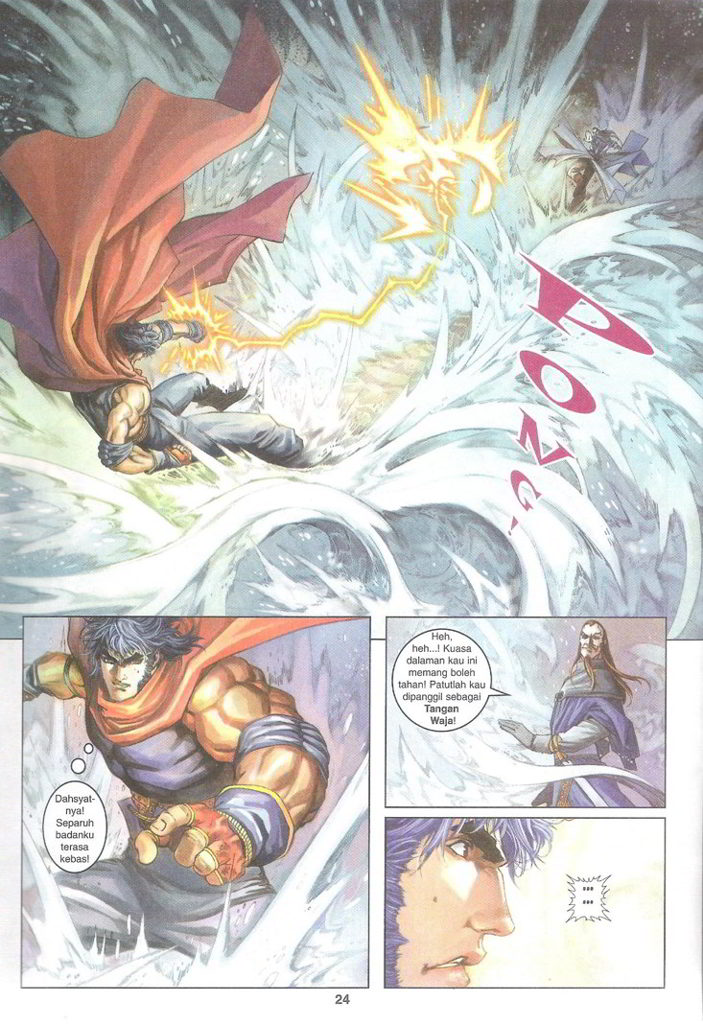 PONG!
Dahsyat-
nya!
Separuh
badanku
terasa
kebas!
Heh,
heh...! Kuasa
dalaman kau ini
memang boleh
tahan! Patutlah kau
dipanggil sebagai
Tangan
Waja!
...
...
24